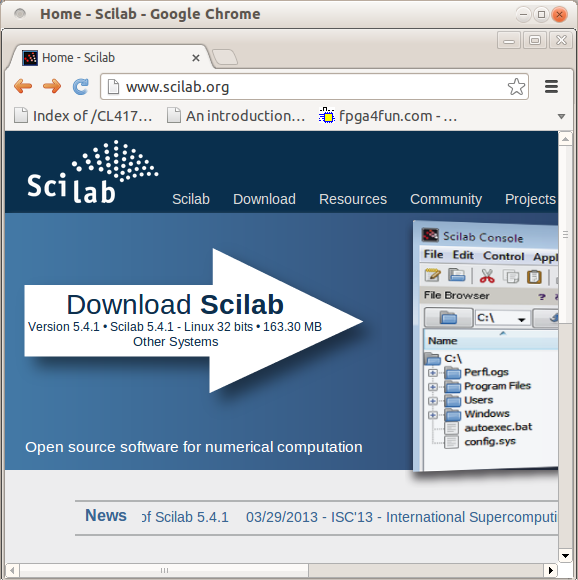 Home - Scilab - Google Chrome
Home - Scilab
www.scilab.org
Index of /CL417... An introduction... fpga4fun.com - ...
Scilab
Scilab Download Resources Community Projects
Scilab Console
File Edit Control Appl
File Browser ?
C:\
Name
C:\
PerfLogs
Program Files
Users
Windows
autoexec.bat
config.sys
Download Scilab
Version 5.4.1 • Scilab 5.4.1 - Linux 32 bits • 163.30 MB
Other Systems
Open source software for numerical computation
News of Scilab 5.4.1 03/29/2013 - ISC'13 - International Supercomputi